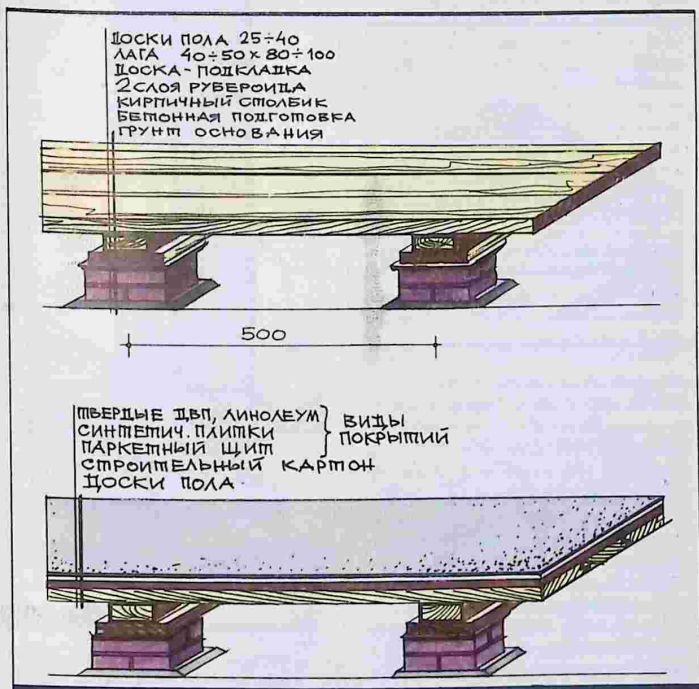 ДОСКИ ПОЛА 25÷40
ЛАГА 40÷50 × 80÷100
ДОСКА-ПОДКЛАДКА
2 СЛОЯ РУБЕРОИДА
КИРПИЧНЫЙ СТОЛБИК
БЕТОННАЯ ПОДГОТОВКА
ГРУНТ ОСНОВАНИЯ
500
ТВЕРДЫЕ ДВП, ЛИНОЛЕУМ
СИНТЕТИЧ. ПЛИТКИ
ПАРКЕТНЫЙ ЩИТ
ВИДЫ
ПОКРЫТИЙ
СТРОИТЕЛЬНЫЙ КАРТОН
ДОСКИ ПОЛА